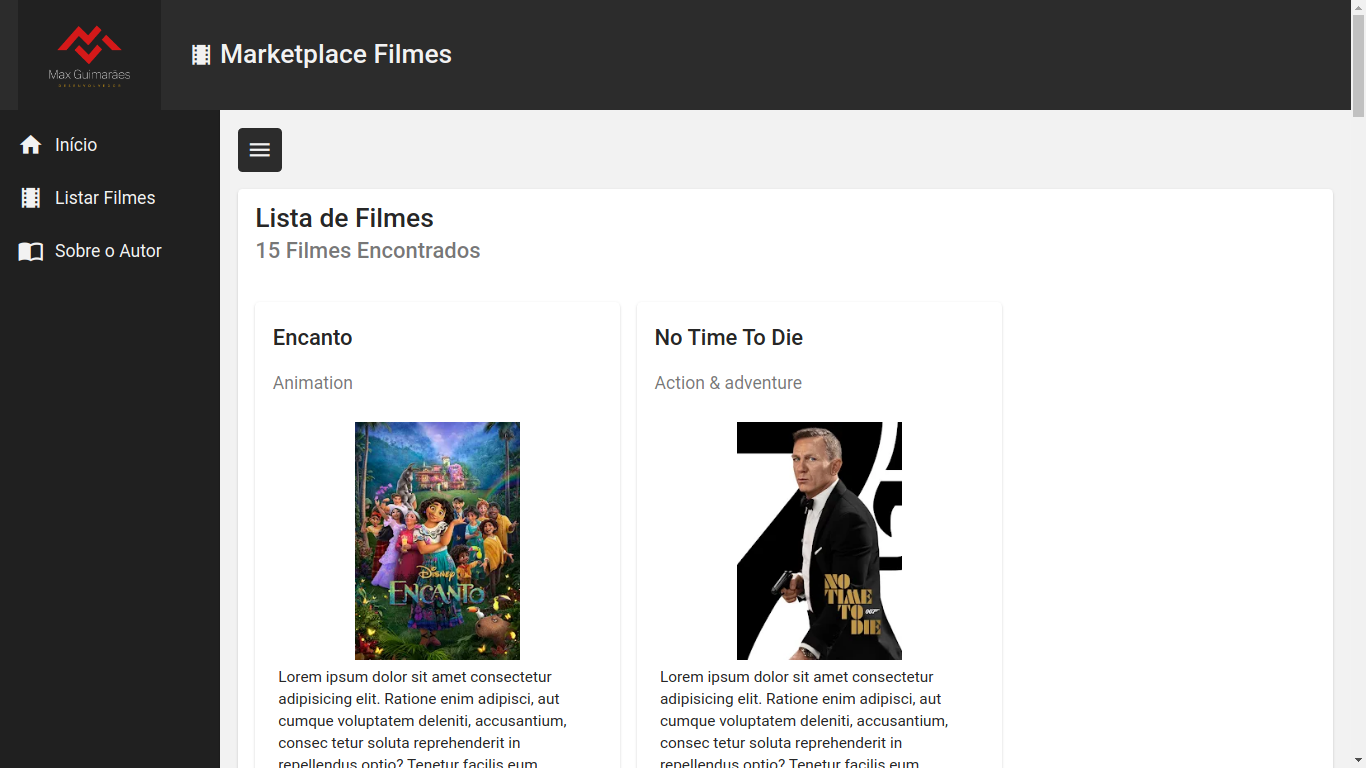 Max Guimarães
DESENVOLVEDOR
Marketplace Filmes
Início
Listar Filmes
Sobre o Autor
Lista de Filmes
15 Filmes Encontrados
Encanto
Animation
Disney
ENCANTO
Lorem ipsum dolor sit amet consectetur
adipisicing elit. Ratione enim adipisci, aut
cumque voluptatem deleniti, accusantium,
consec tetur soluta reprehenderit in
repellendus optio? Tenetur facilis eum
No Time To Die
Action & adventure
NO
TIME
TO 007
DIE
Lorem ipsum dolor sit amet consectetur
adipisicing elit. Ratione enim adipisci, aut
cumque voluptatem deleniti, accusantium,
consec tetur soluta reprehenderit in
repellendus optio? Tenetur facilis eum